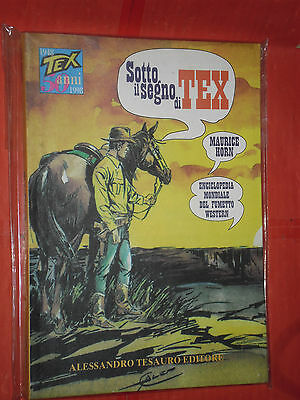 1948
TEX
anni
1998
Sotto
il segno
di TEX
MAURICE
HORN
ENCICLOPEDIA
MONDIALE
DEL FUMETTO
WESTERN
ALESSANDRO TESAURO EDITORE